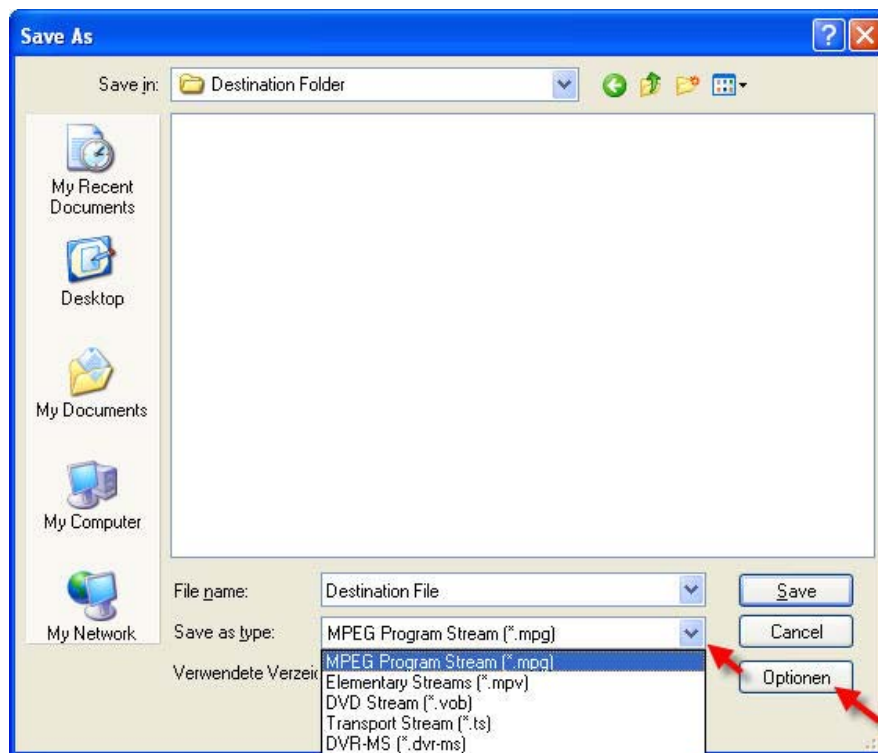 Save As
Save in:
Destination Folder
My Recent
Documents
Desktop
My Documents
My Computer
My Network
File name:
Destination File
Save
Save as type:
MPEG Program Stream (*.mpg)
Cancel
Verwendete Verzeic
MPEG Program Stream (*.mpg)
Elementary Streams (*.mpv)
DVD Stream (*.vob)
Transport Stream (*.ts)
DVR-MS (*.dvr-ms)
Optionen